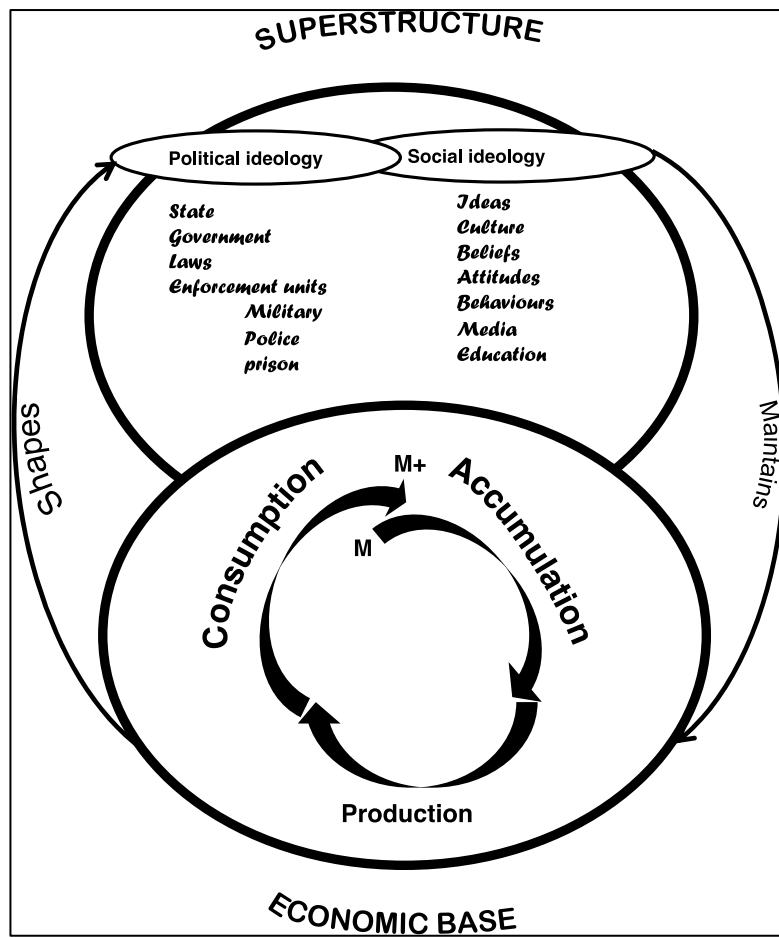 SUPERSTRUCTURE
Political ideology
Social ideology
State
Government
Laws
Enforcement units
Military
Police
prison
Ideas
Culture
Beliefs
Attitudes
Behaviours
Media
Education
Shapes
Maintains
Consumption
M+
M
Accumulation
Production
ECONOMIC BASE